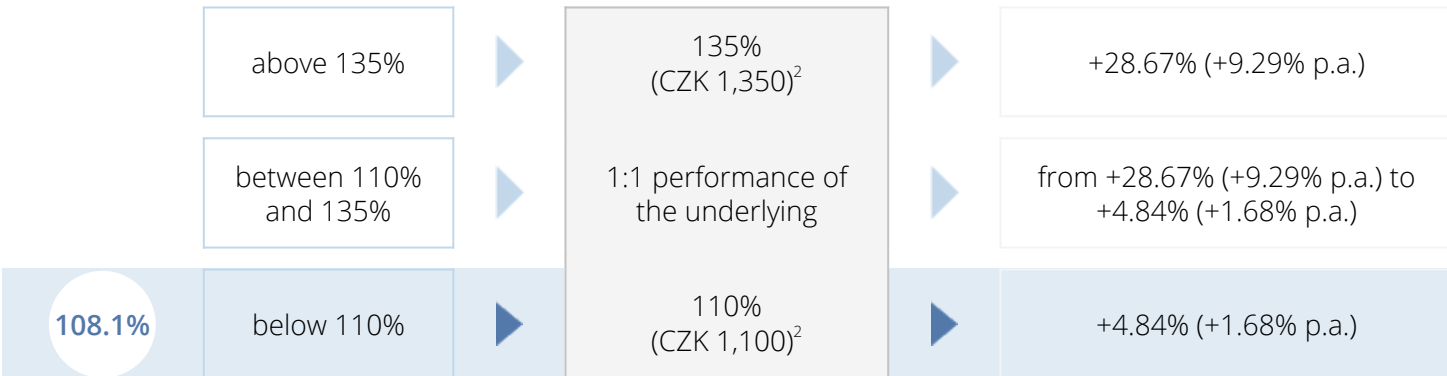 above 135%
135%
(CZK 1,350)²
+28.67% (+9.29% p.a.)
between 110%
and 135%
1:1 performance of
the underlying
from +28.67% (+9.29% p.a.) to
+4.84% (+1.68% p.a.)
108.1%
below 110%
110%
(CZK 1,100)²
+4.84% (+1.68% p.a.)